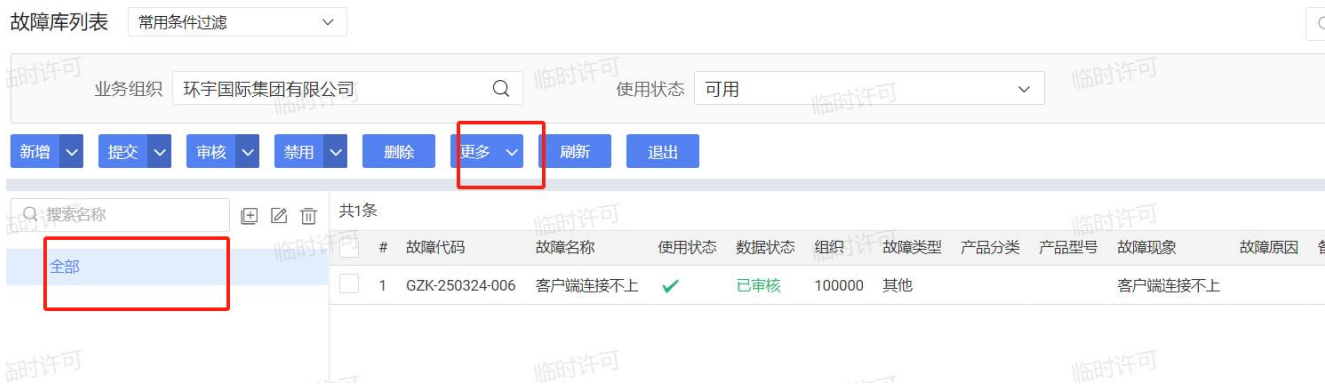 故障库列表 常用条件过滤
业务组织 环宇国际集团有限公司 使用状态 可用
新增 提交 审核 禁用 删除 更多 刷新 退出
搜索名称 共1条
# 故障代码 故障名称 使用状态 数据状态 组织 故障类型 产品分类 产品型号 故障现象 故障原因
全部
1 GZK-250324-006 客户端连接不上 已审核 100000 其他 客户端连接不上
临时许可
临时许可
临时许可
临时许可
临时许可
临时许可
临时许可
临时许可
临时许可